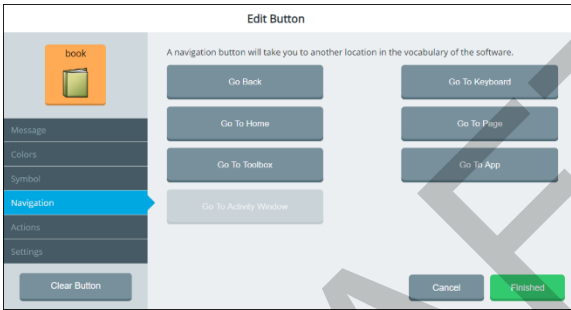 Edit Button
book
A navigation button will take you to another location in the vocabulary of the software.
Go Back
Go To Keyboard
Go To Home
Go To Page
Go To Toolbox
Go To App
Go To Activity Window
Message
Colors
Symbol
Navigation
Actions
Settings
Clear Button
Cancel
Finished